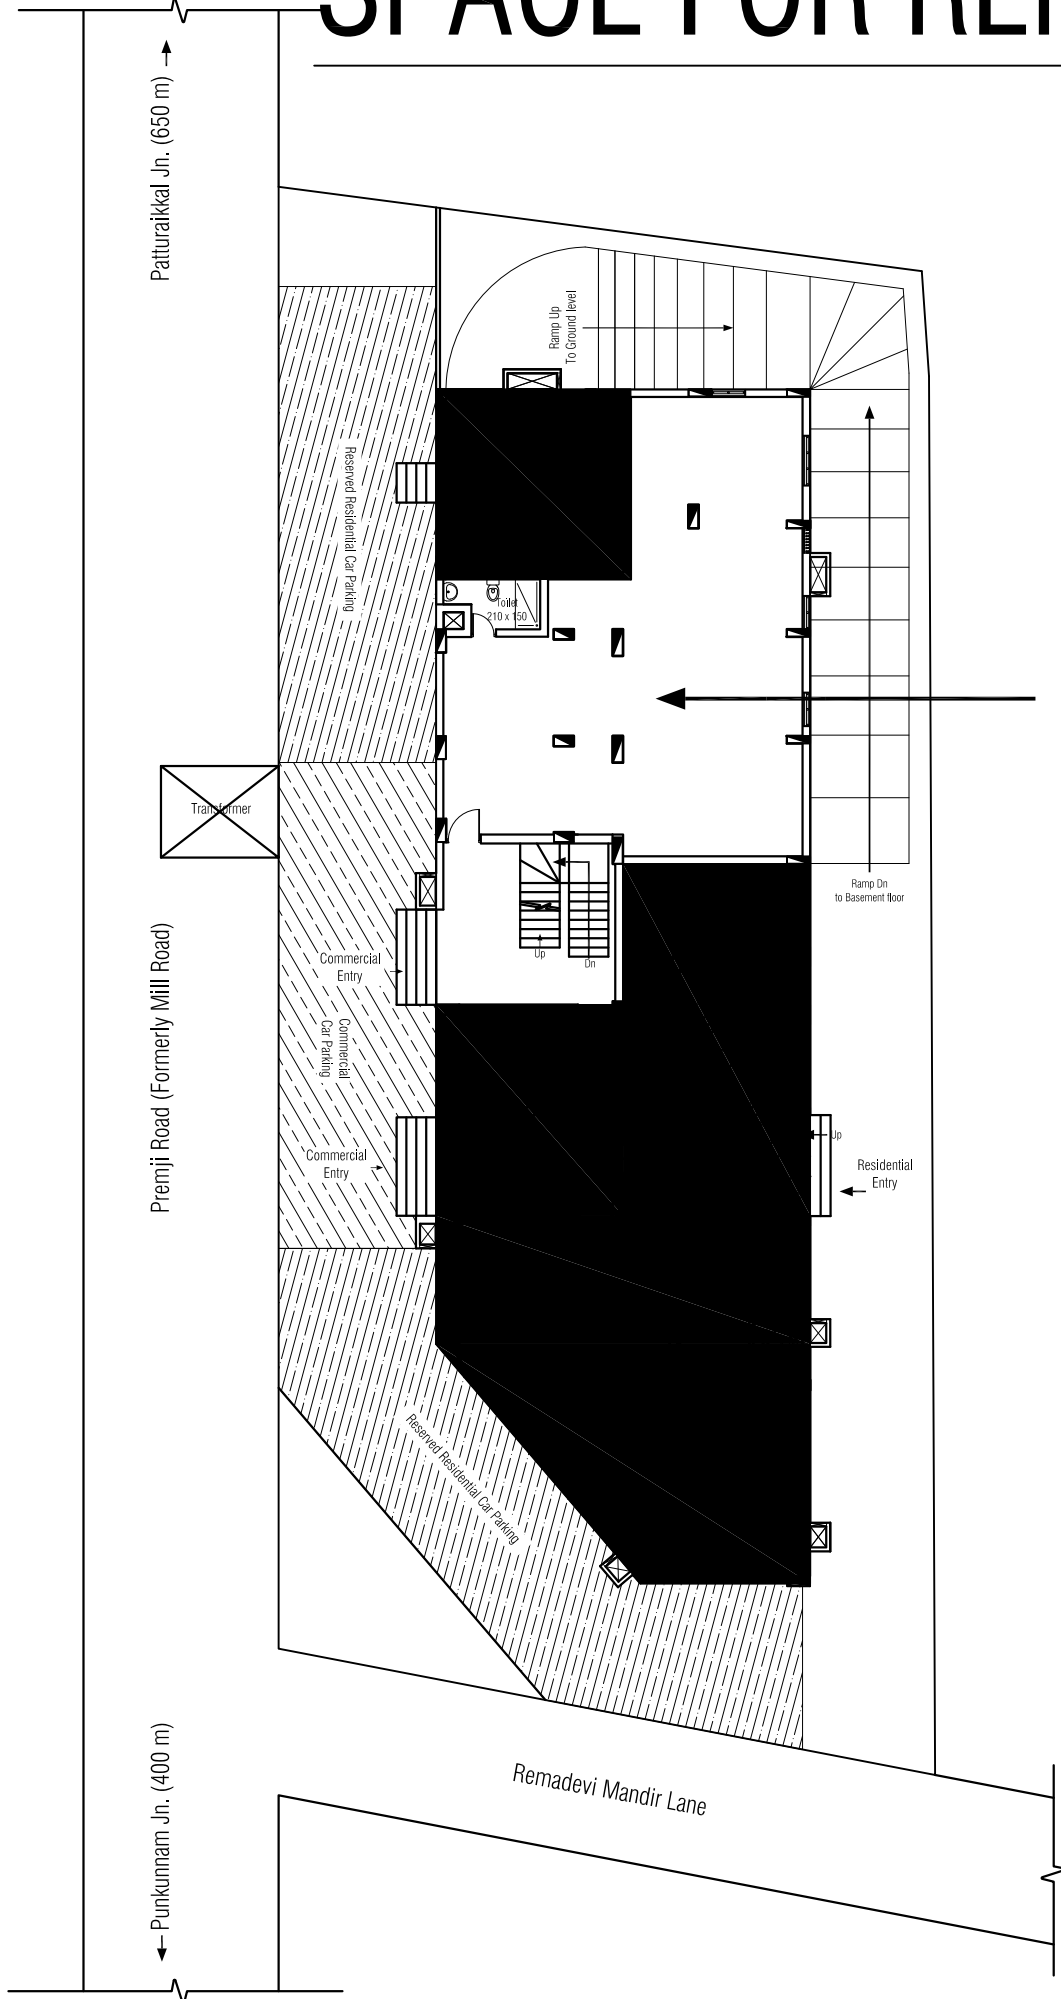 SPACE FOR
Patturaikkal Jn. (650 m)
Ramp Up
To Ground level
Reserved Residential Car Parking
Toilet
210 x 150
Transformer
Ramp Dn
to Basement floor
Up
Dn
Commercial
Entry
Premji Road (Formerly Mill Road)
Commercial
Car Parking
Commercial
Entry
Up
Residential
Entry
Reserved Residential Car Parking
Remadevi Mandir Lane
Punkunnam Jn. (400 m)